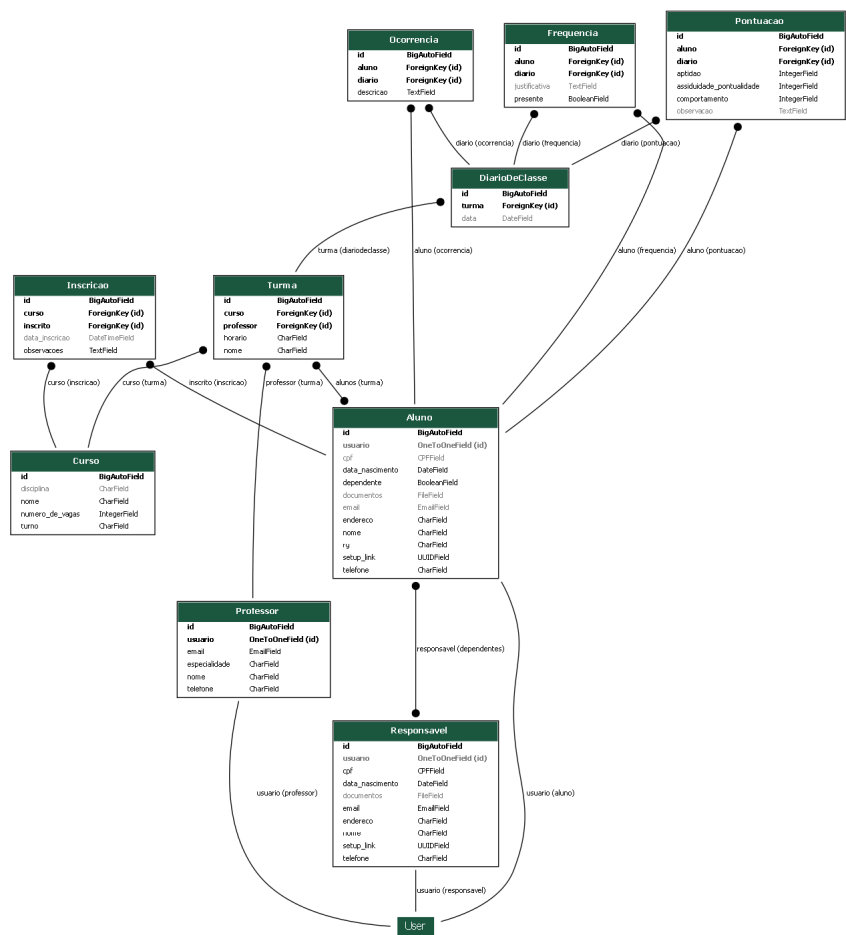 Ocorrencia
id BigAutoField
aluno ForeignKey (id)
diario ForeignKey (id)
descricao TextField
Frequencia
id BigAutoField
aluno ForeignKey (id)
diario ForeignKey (id)
justificativa TextField
presente BooleanField
Pontuacao
id BigAutoField
aluno ForeignKey (id)
diario ForeignKey (id)
aptidao IntegerField
assiduidade_pontualidade IntegerField
comportamento IntegerField
observacao TextField
diario (ocorrencia)
diario (frequencia)
diario (pontuacao)
DiarioDeClasse
id BigAutoField
turma ForeignKey (id)
data DateField
turma (diariodeclasse)
aluno (ocorrencia)
aluno (frequencia)
aluno (pontuacao)
Inscricao
id BigAutoField
curso ForeignKey (id)
inscrito ForeignKey (id)
data_inscricao DateTimeField
observacoes TextField
Turma
id BigAutoField
curso ForeignKey (id)
professor ForeignKey (id)
horario CharField
nome CharField
curso (inscricao)
curso (turma)
inscrito (inscricao)
professor (turma)
alunos (turma)
Aluno
id BigAutoField
usuario OneToOneField (id)
cpf CPFField
data_nascimento DateField
dependente BooleanField
documentos FileField
email EmailField
endereco CharField
nome CharField
CharField
setup_link UUIDField
telefone CharField
Curso
id BigAutoField
disciplina CharField
nome CharField
numero_de_vagas IntegerField
turno CharField
Professor
id BigAutoField
usuario OneToOneField (id)
email EmailField
especialidade CharField
nome CharField
telefone CharField
responsavel (dependentes)
Responsavel
id BigAutoField
usuario OneToOneField (id)
cpf CPFField
data_nascimento DateField
documentos FileField
email EmailField
endereco CharField
nome CharField
setup_link UUIDField
telefone CharField
usuario (professor)
usuario (aluno)
usuario (responsavel)
User